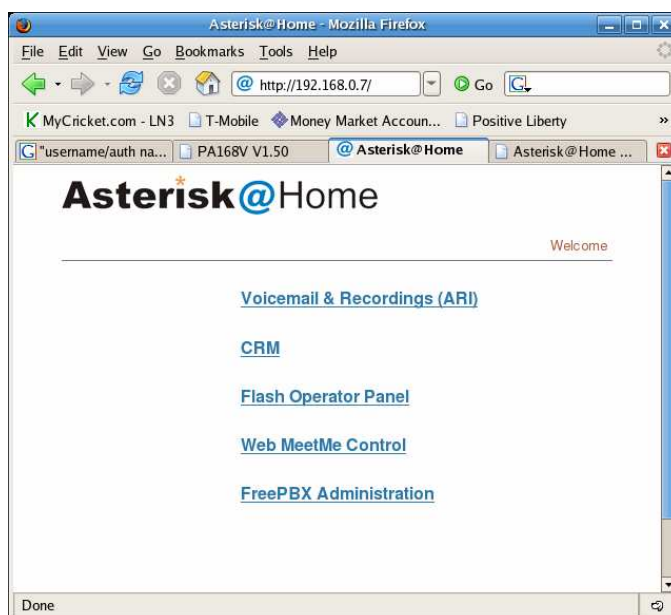 Asterisk@Home - Mozilla Firefox
File Edit View Go Bookmarks Tools Help
http://192.168.0.7/ Go G
MyCricket.com - LN3 T-Mobile Money Market Accoun... Positive Liberty »
"username/auth na... PA168V V1.50 Asterisk@Home Asterisk@Home ...
Asterisk@Home
Welcome
Voicemail & Recordings (ARI)
CRM
Flash Operator Panel
Web MeetMe Control
FreePBX Administration
Done